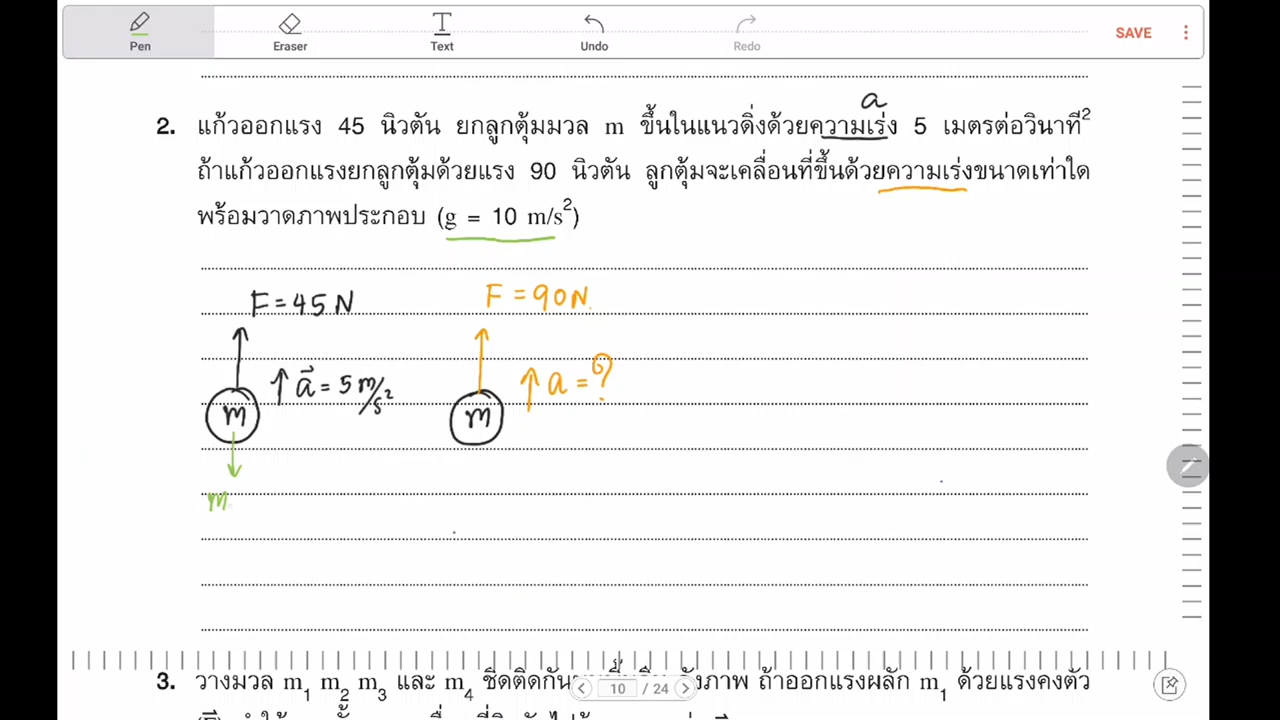 Pen
Eraser
Text
Undo
Redo
SAVE
a
2. แก้วออกแรง 45 นิวตัน ยกลูกตุ้มมวล m ขึ้นในแนวดิ่งด้วยความเร่ง 5 เมตรต่อวินาที²
ถ้าแก้วออกแรงยกลูกตุ้มด้วยแรง 90 นิวตัน ลูกตุ้มจะเคลื่อนที่ขึ้นด้วยความเร่งขนาดเท่าใด
พร้อมวาดภาพประกอบ (g = 10 m/s²)
F = 45 N
F = 90 N
a⃗ = 5 m/s²
a = ?
m
m
m
3. วางมวล m₁ m₂ m₃ และ m₄ ชิดติดกัน ถ้าออกแรงผลัก m₁ ด้วยแรงคงตัว
10 / 24